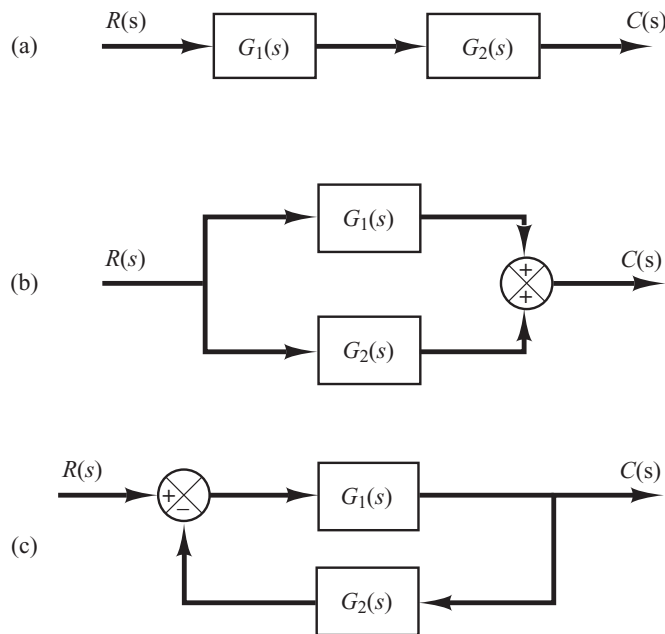 R(s) C(s)
(a) G₁(s) G₂(s)
G₁(s)
R(s) + C(s)
(b) +
G₂(s)
R(s) C(s)
+ G₁(s)
−
(c)
G₂(s)